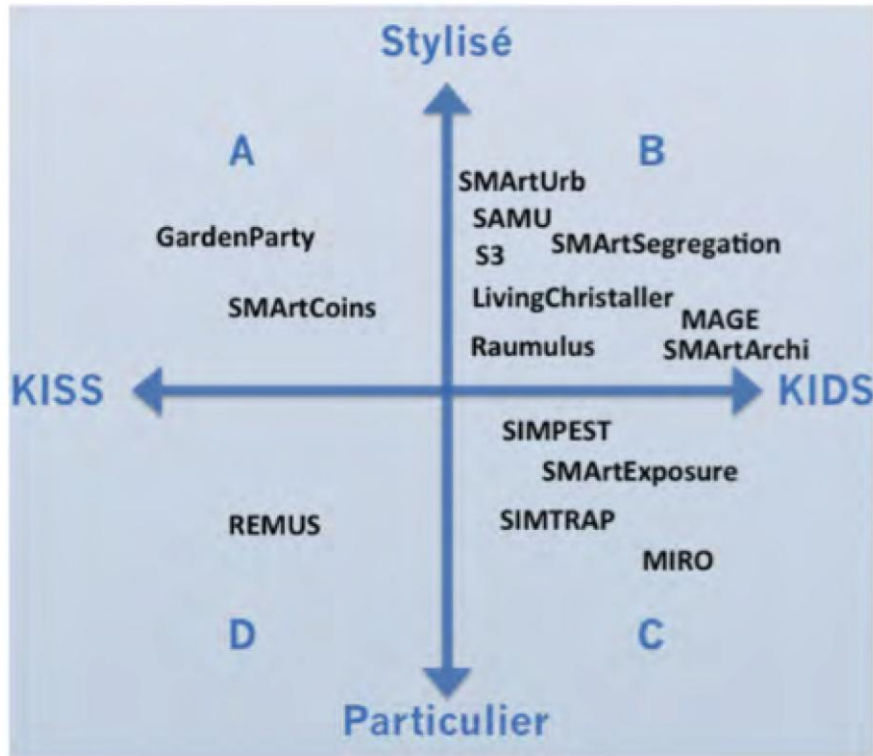 Stylisé
A
B
SMArtUrb
SAMU
GardenParty
SMArtSegregation
S3
LivingChristaller
SMArtCoins
MAGE
Raumulus
SMArtArchi
KISS
KIDS
SIMPEST
SMArtExposure
REMUS
SIMTRAP
MIRO
D
C
Particulier